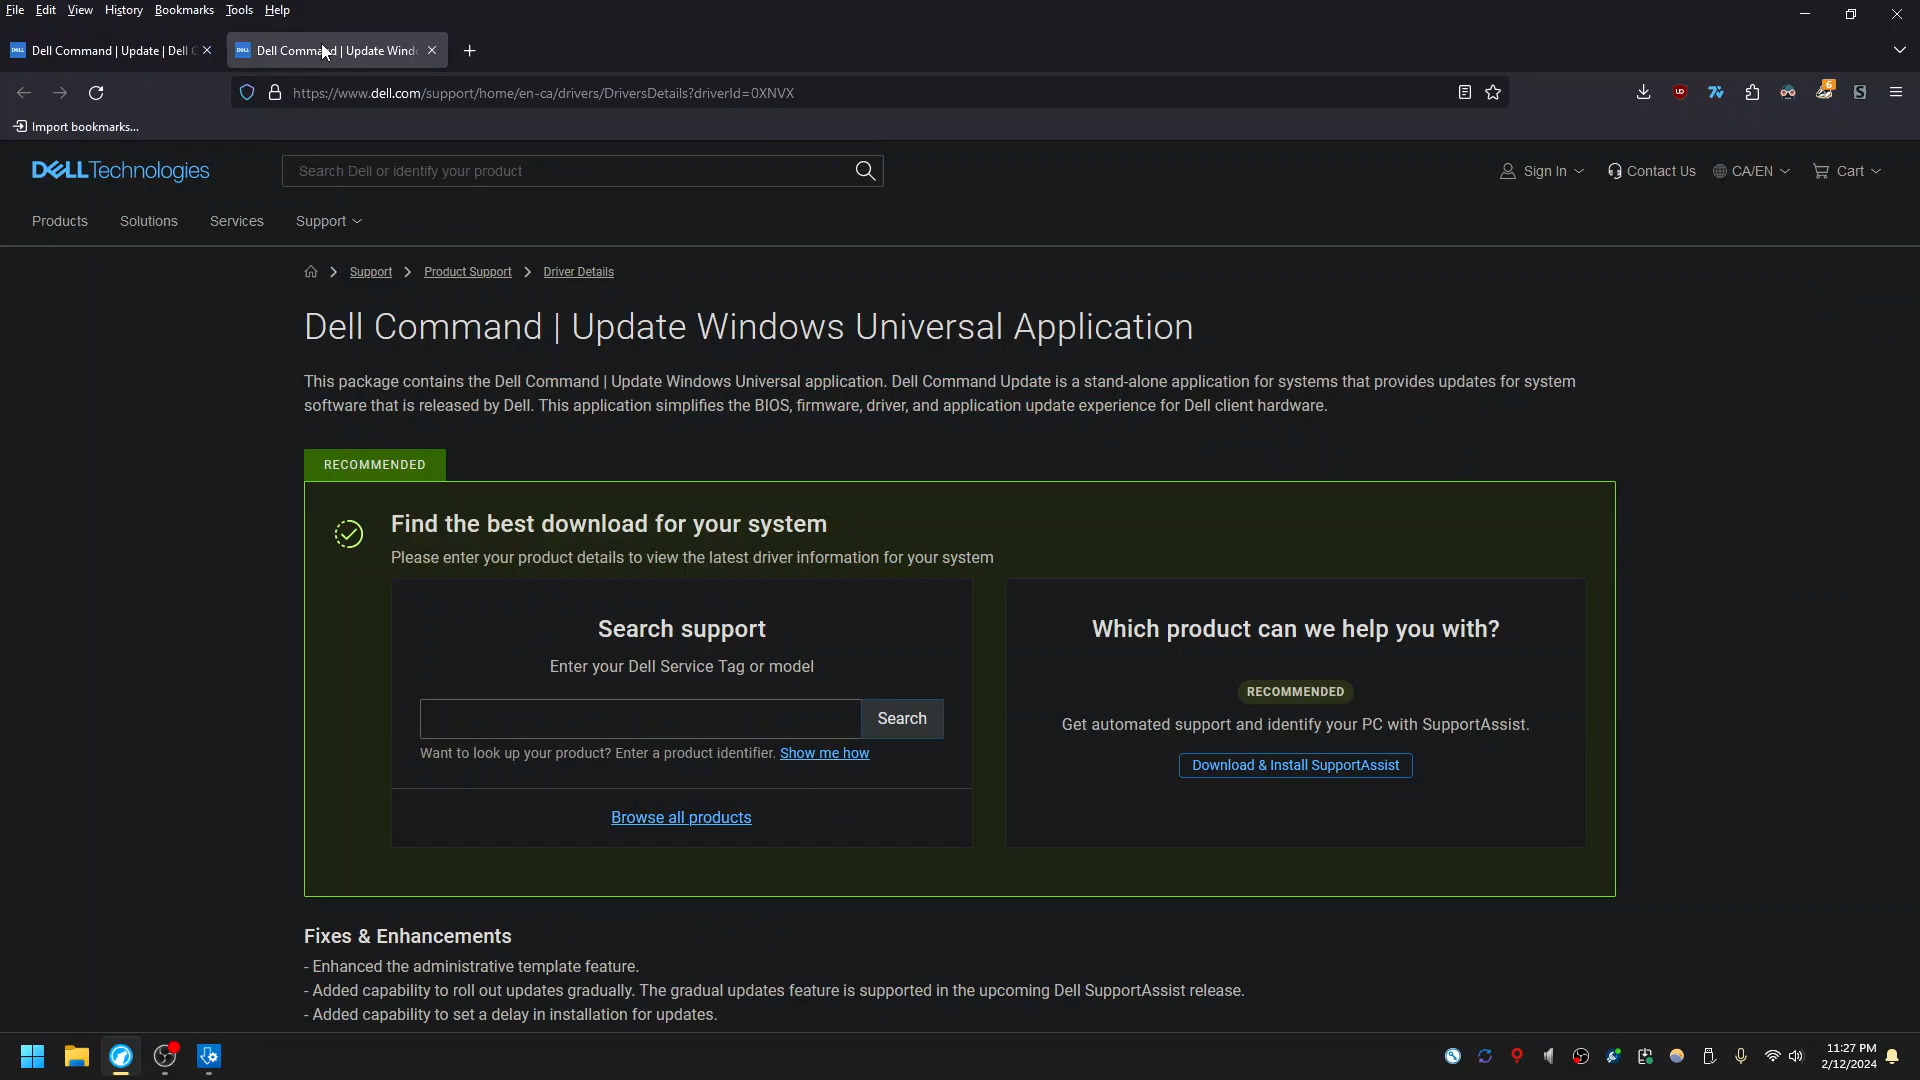 File Edit View History Bookmarks Tools Help
Dell Command | Update | Dell C
Dell Command | Update Wind
https://www.dell.com/support/home/en-ca/drivers/DriversDetails?driverId=0XNVX
6
Import bookmarks...
DELLTechnologies
Search Dell or identify your product
Sign In
Contact Us
CA/EN
Cart
Products Solutions Services Support
Support Product Support Driver Details
Dell Command | Update Windows Universal Application
This package contains the Dell Command | Update Windows Universal application. Dell Command Update is a stand-alone application for systems that provides updates for system
software that is released by Dell. This application simplifies the BIOS, firmware, driver, and application update experience for Dell client hardware.
RECOMMENDED
Find the best download for your system
Please enter your product details to view the latest driver information for your system
Search support
Enter your Dell Service Tag or model
Search
Want to look up your product? Enter a product identifier. Show me how
Browse all products
Which product can we help you with?
RECOMMENDED
Get automated support and identify your PC with SupportAssist.
Download & Install SupportAssist
Fixes & Enhancements
- Enhanced the administrative template feature.
- Added capability to roll out updates gradually. The gradual updates feature is supported in the upcoming Dell SupportAssist release.
- Added capability to set a delay in installation for updates.
11:27 PM
2/12/2024